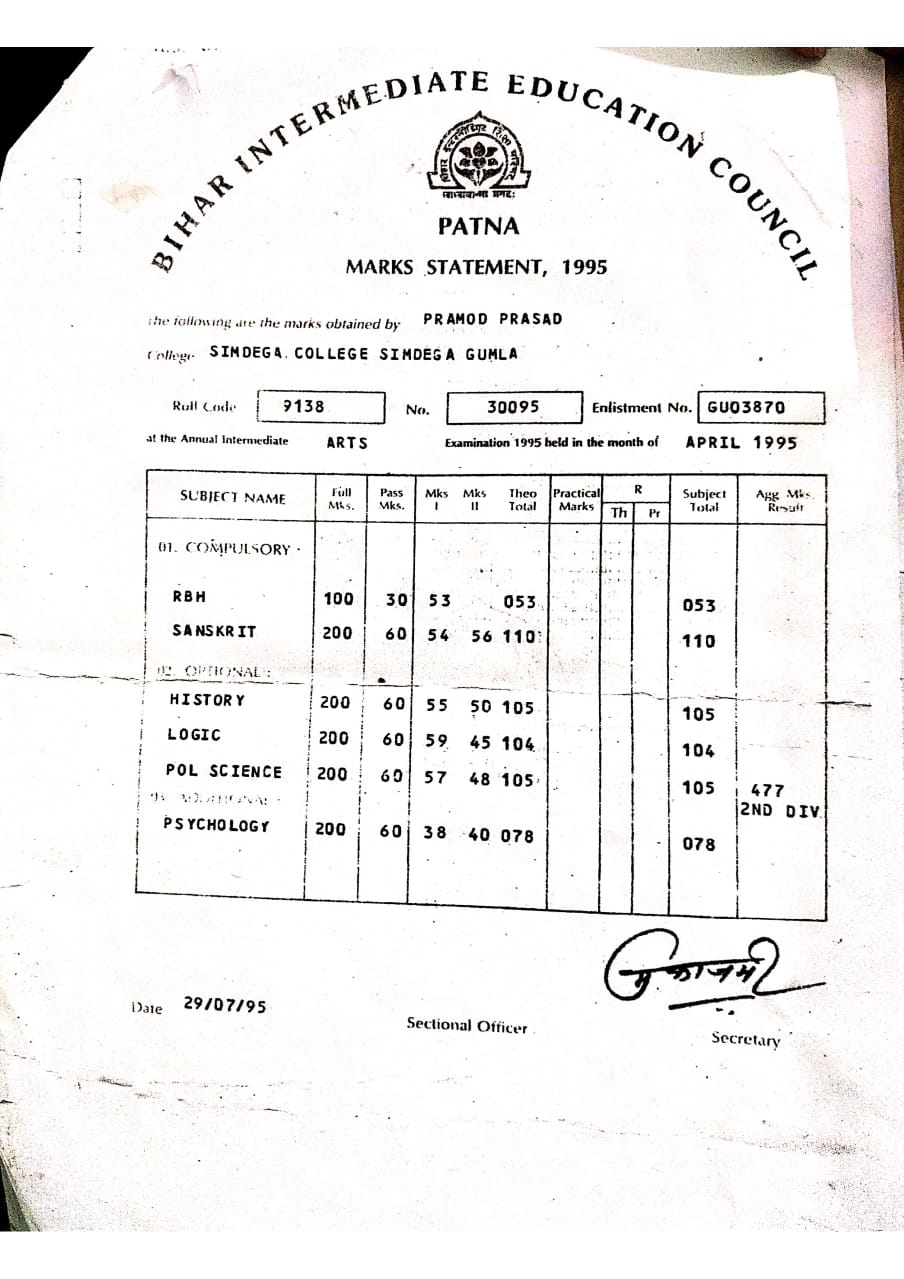 BIHAR INTERMEDIATE EDUCATION COUNCIL
PATNA
MARKS STATEMENT, 1995
The following are the marks obtained by PRAMOD PRASAD
College SIMDEGA COLLEGE SIMDEGA GUMLA
Roll Code 9138 No. 30095 Enlistment No. GU03870
at the Annual Intermediate ARTS Examination 1995 held in the month of APRIL 1995
SUBJECT NAME Full Mks. Pass Mks. Mks I Mks II Theo Total Practical Marks R Th Pr Subject Total Agg Mks. Result
01. COMPULSORY
RBH 100 30 53 053 053
SANSKRIT 200 60 54 56 110 110
02. OPTIONAL :
HISTORY 200 60 55 50 105 105
LOGIC 200 60 59 45 104 104
POL SCIENCE 200 60 57 48 105 105 477
03. ADDITIONAL : 2ND DIV.
PSYCHOLOGY 200 60 38 40 078 078
Date 29/07/95
Sectional Officer
Secretary